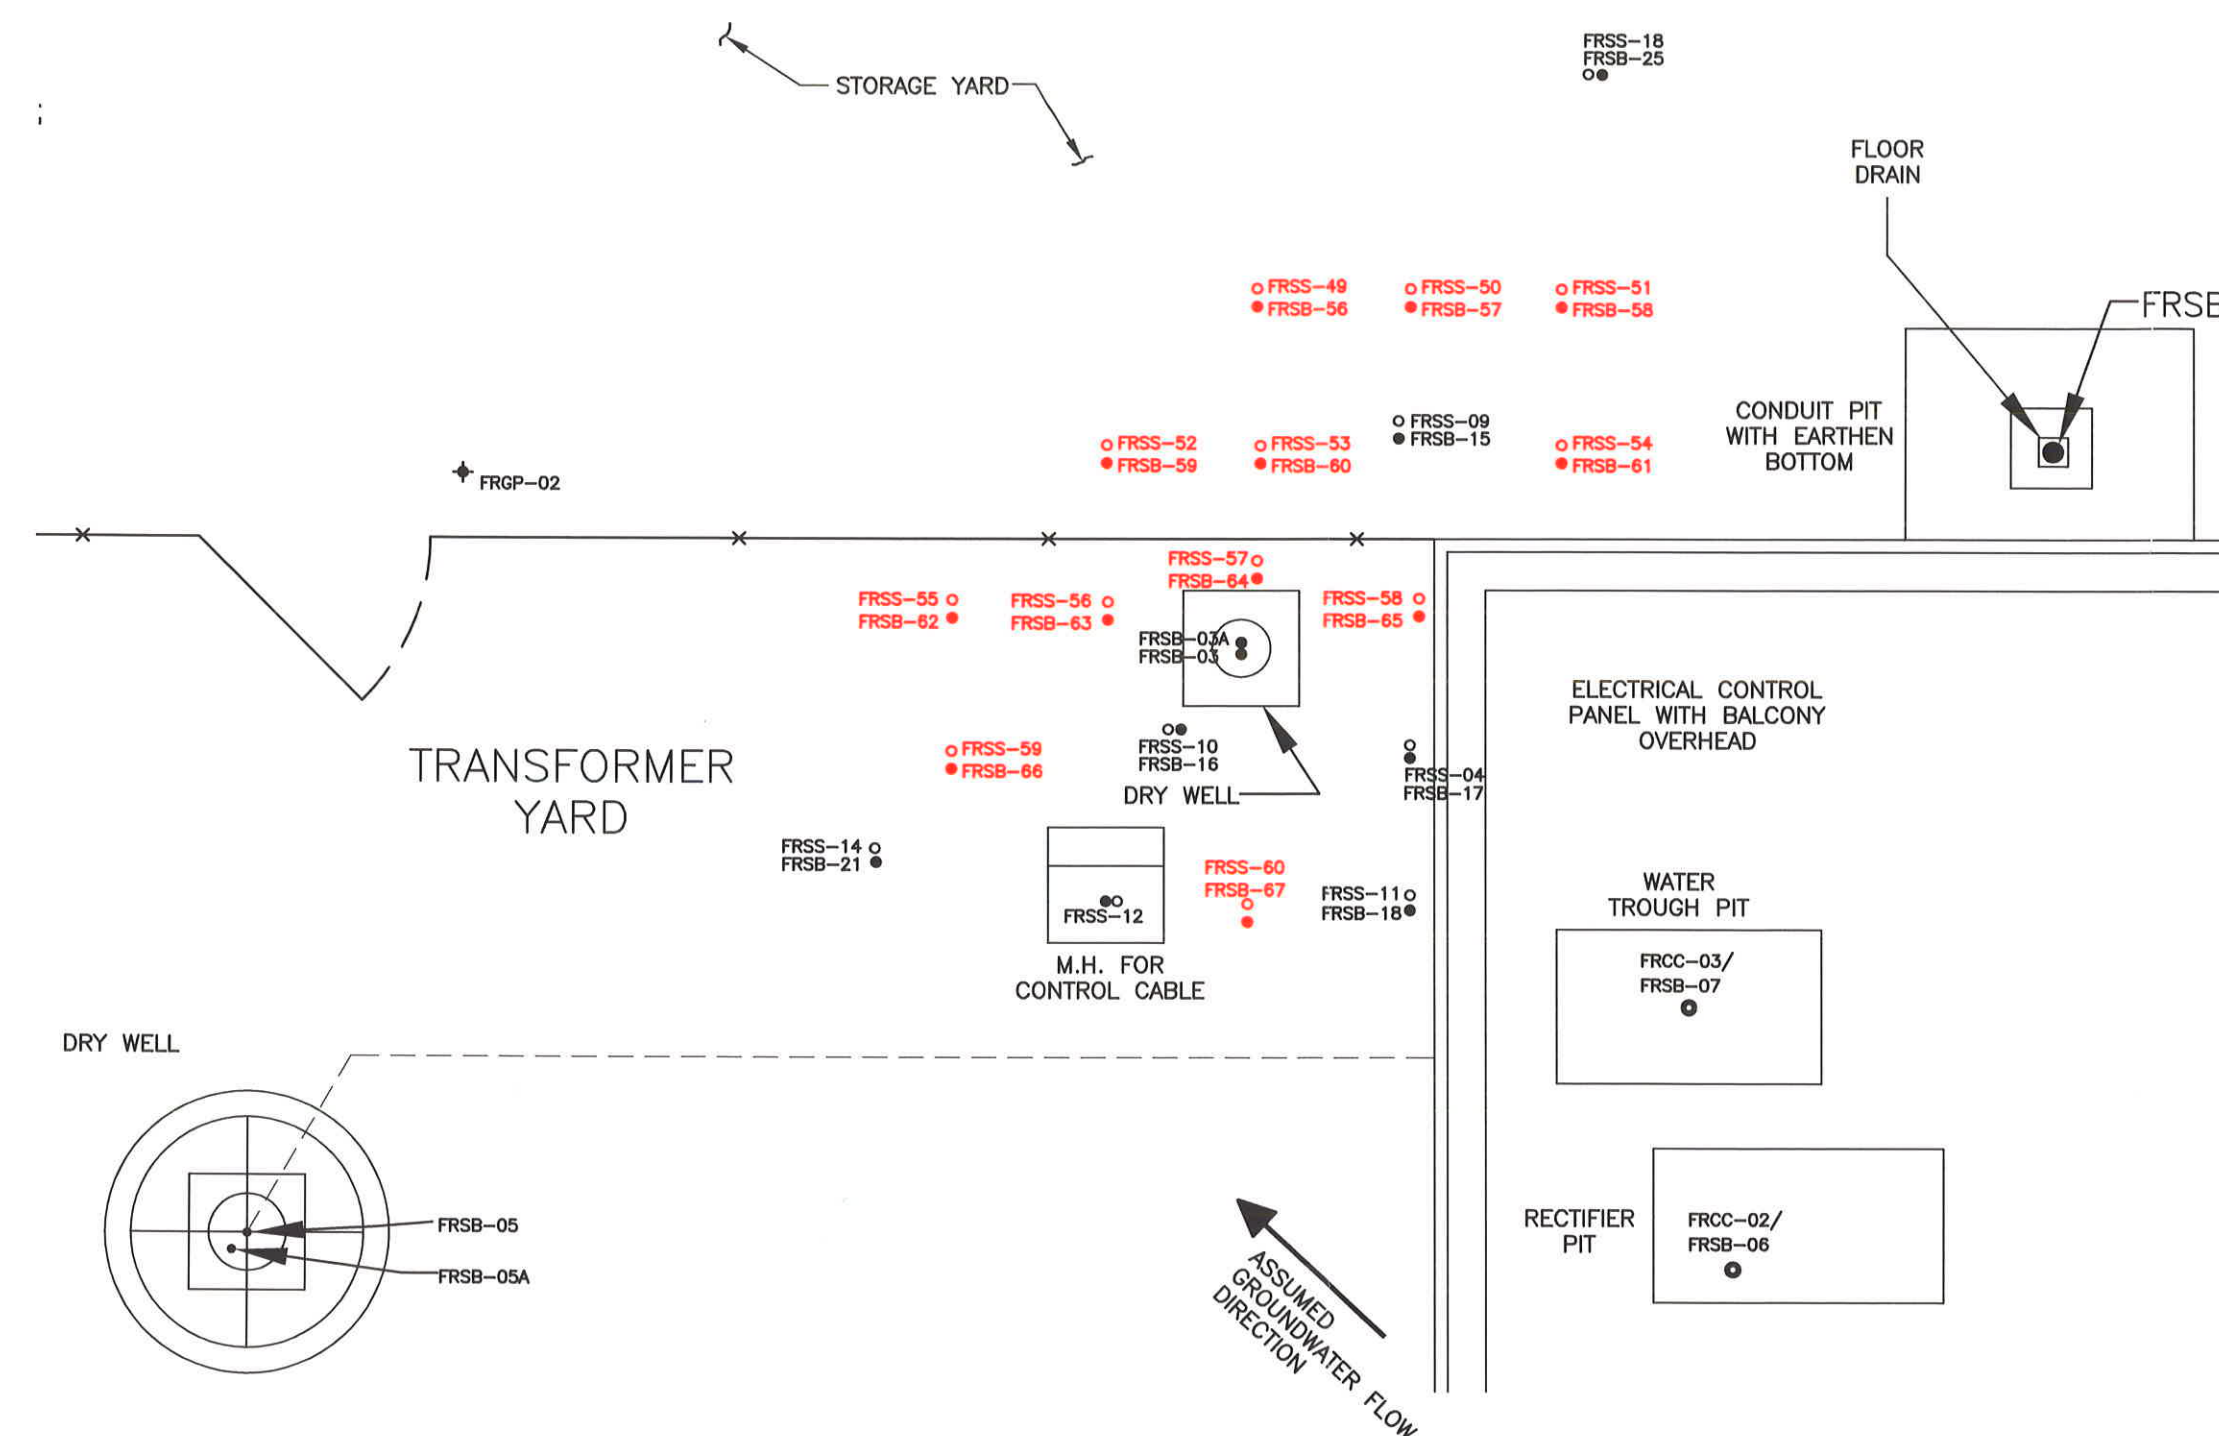 FRSS-18
FRSB-25
STORAGE YARD
FLOOR
DRAIN
FRSS-49
FRSB-56
FRSS-50
FRSB-57
FRSS-51
FRSB-58
FRSB
CONDUIT PIT
WITH EARTHEN
BOTTOM
FRSS-52
FRSB-59
FRSS-53
FRSB-60
FRSS-09
FRSB-15
FRSS-54
FRSB-61
FRGP-02
FRSS-57
FRSB-64
FRSS-55
FRSB-62
FRSS-56
FRSB-63
FRSS-58
FRSB-65
FRSB-03A
FRSB-03
ELECTRICAL CONTROL
PANEL WITH BALCONY
OVERHEAD
TRANSFORMER
YARD
FRSS-59
FRSB-66
FRSS-10
FRSB-16
DRY WELL
FRSS-04
FRSB-17
FRSS-14
FRSB-21
FRSS-12
M.H. FOR
CONTROL CABLE
FRSS-60
FRSB-67
FRSS-11
FRSB-18
WATER
TROUGH PIT
FRCC-03/
FRSB-07
DRY WELL
FRSB-05
FRSB-05A
ASSUMED
GROUNDWATER FLOW
DIRECTION
RECTIFIER
PIT
FRCC-02/
FRSB-06